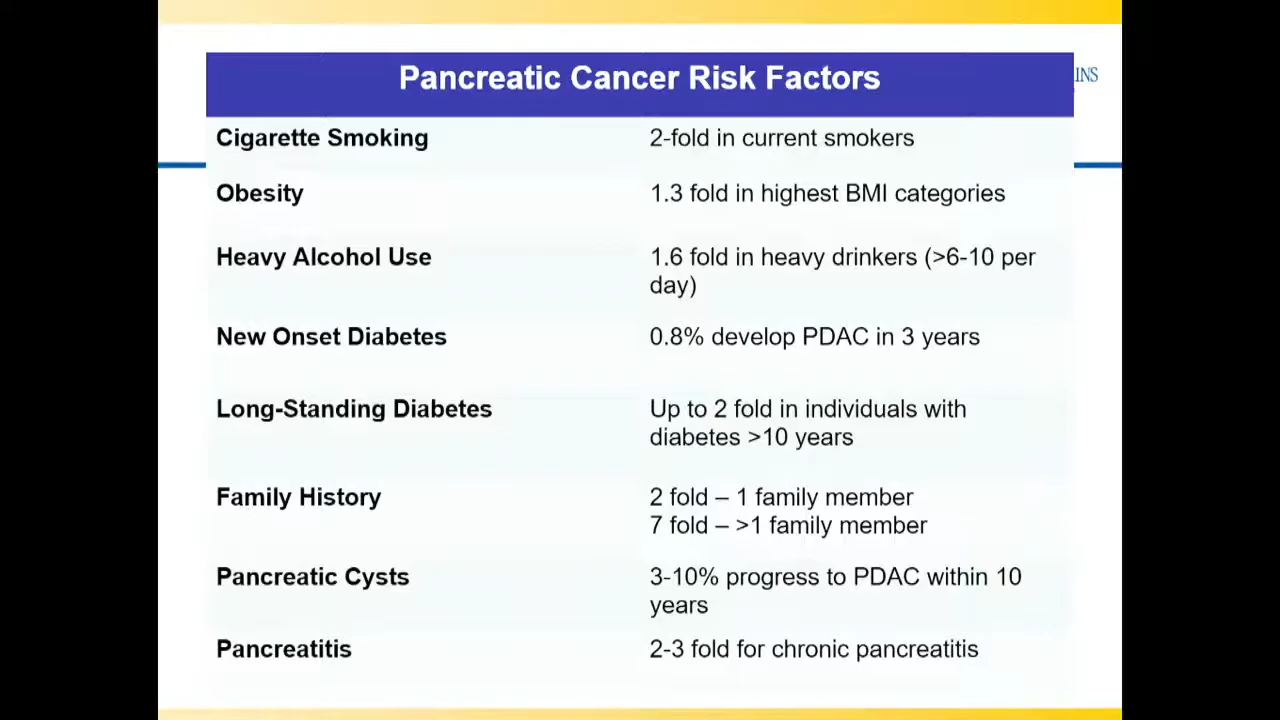 Pancreatic Cancer Risk Factors
INS
Cigarette Smoking 2-fold in current smokers
Obesity 1.3 fold in highest BMI categories
Heavy Alcohol Use 1.6 fold in heavy drinkers (>6-10 per
day)
New Onset Diabetes 0.8% develop PDAC in 3 years
Long-Standing Diabetes Up to 2 fold in individuals with
diabetes >10 years
Family History 2 fold – 1 family member
7 fold – >1 family member
Pancreatic Cysts 3-10% progress to PDAC within 10
years
Pancreatitis 2-3 fold for chronic pancreatitis